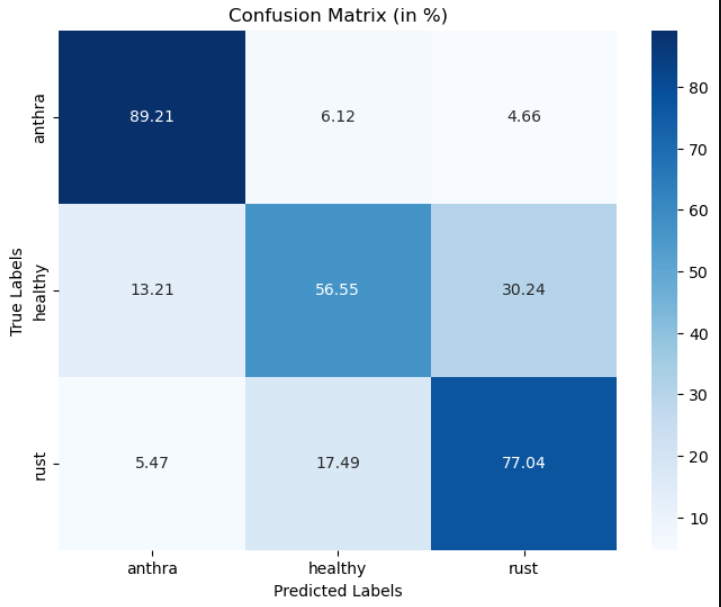 Confusion Matrix (in %)
True Labels
anthra
89.21 6.12 4.66
healthy
13.21 56.55 30.24
rust
5.47 17.49 77.04
anthra healthy rust
Predicted Labels
80
70
60
50
40
30
20
10